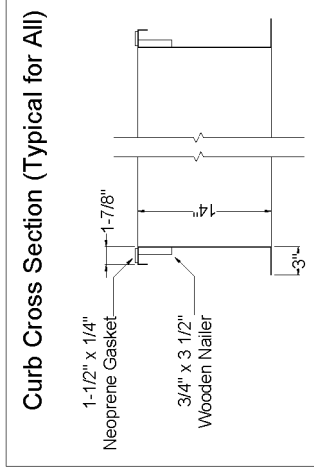 Curb Cross Section (Typical for All)
1-1/2" x 1/4"
Neoprene Gasket
1-7/8"
14"
3/4" x 3 1/2"
Wooden Nailer
3"